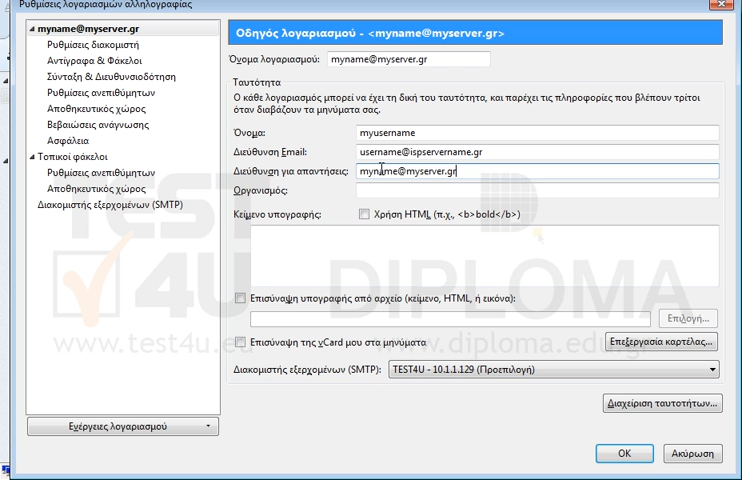 Ρυθμίσεις λογαριασμών αλληλογραφίας
myname@myserver.gr
Ρυθμίσεις διακομιστή
Αντίγραφα & Φάκελοι
Σύνταξη & Διευθυνσιοδότηση
Ρυθμίσεις ανεπιθύμητων
Αποθηκευτικός χώρος
Βεβαιώσεις ανάγνωσης
Ασφάλεια
Τοπικοί φάκελοι
Ρυθμίσεις ανεπιθύμητων
Αποθηκευτικός χώρος
Διακομιστής εξερχομένων (SMTP)
Ενέργειες λογαριασμού
Οδηγός λογαριασμού - <myname@myserver.gr>
Όνομα λογαριασμού: myname@myserver.gr
Ταυτότητα
Ο κάθε λογαριασμός μπορεί να έχει τη δική του ταυτότητα, και παρέχει τις πληροφορίες που βλέπουν τρίτοι
όταν διαβάζουν τα μηνύματα σας.
Όνομα: myusername
Διεύθυνση Email: username@ispservername.gr
Διεύθυνση για απαντήσεις: myname@myserver.gr
Οργανισμός:
Κείμενο υπογραφής: Χρήση HTML (π.χ., <b>bold</b>)
Επισύναψη υπογραφής από αρχείο (κείμενο, HTML, ή εικόνα):
Επιλογή...
Επισύναψη της vCard μου στα μηνύματα Επεξεργασία καρτέλας...
Διακομιστής εξερχομένων (SMTP): TEST4U - 10.1.1.129 (Προεπιλογή)
Διαχείριση ταυτοτήτων...
OK Ακύρωση
TEST
4U DIPLOMA
www.test4u.eu www.diploma.edu.gr